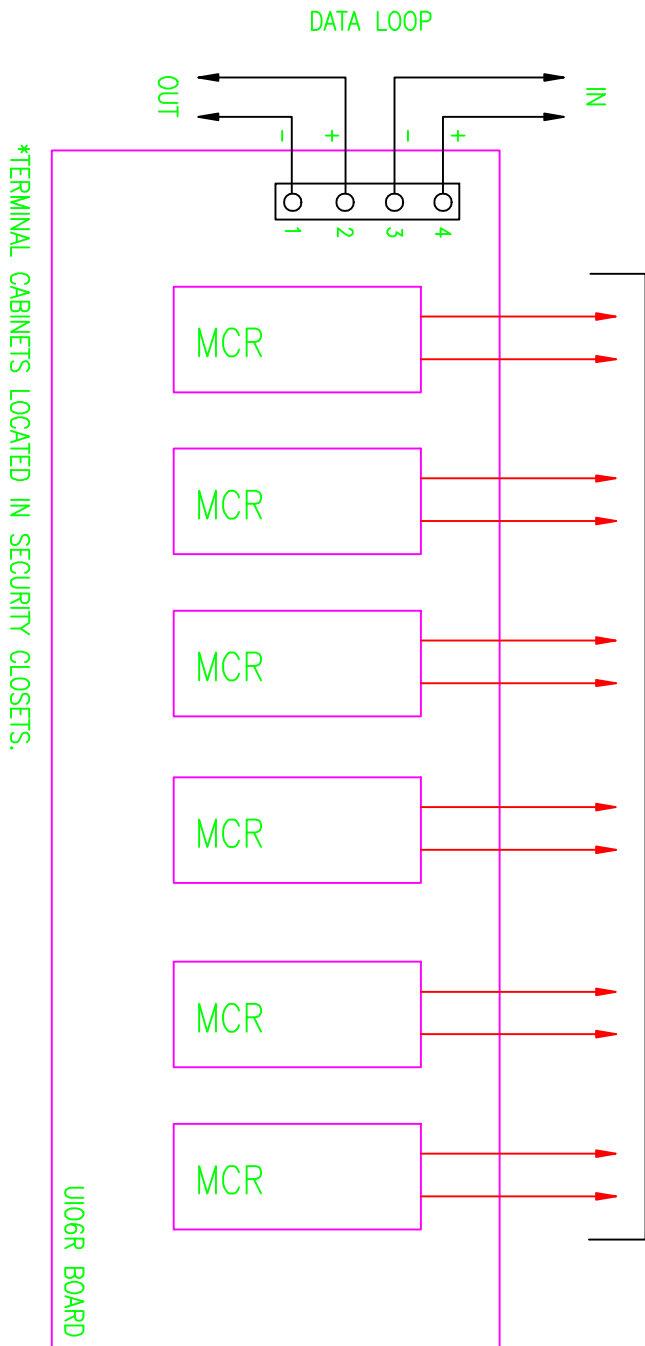 DATA LOOP
IN
OUT
- + - +
1 2 3 4
MCR
MCR
MCR
MCR
MCR
MCR
UIO6R BOARD
*TERMINAL CABINETS LOCATED IN SECURITY CLOSETS.